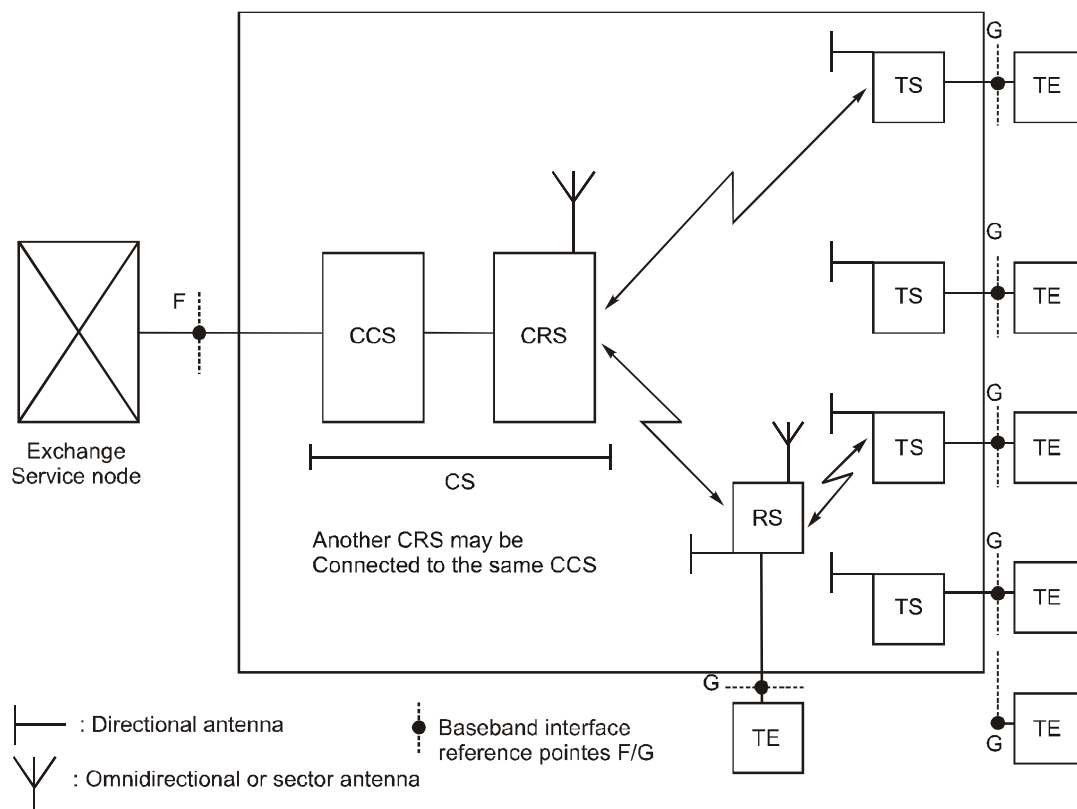 G
TS
TE
G
TS
TE
F
CCS
CRS
G
Exchange
Service node
TS
TE
CS
RS
Another CRS may be
Connected to the same CCS
G
TS
TE
G
TE
G
TE
: Directional antenna
Baseband interface
reference pointes F/G
: Omnidirectional or sector antenna